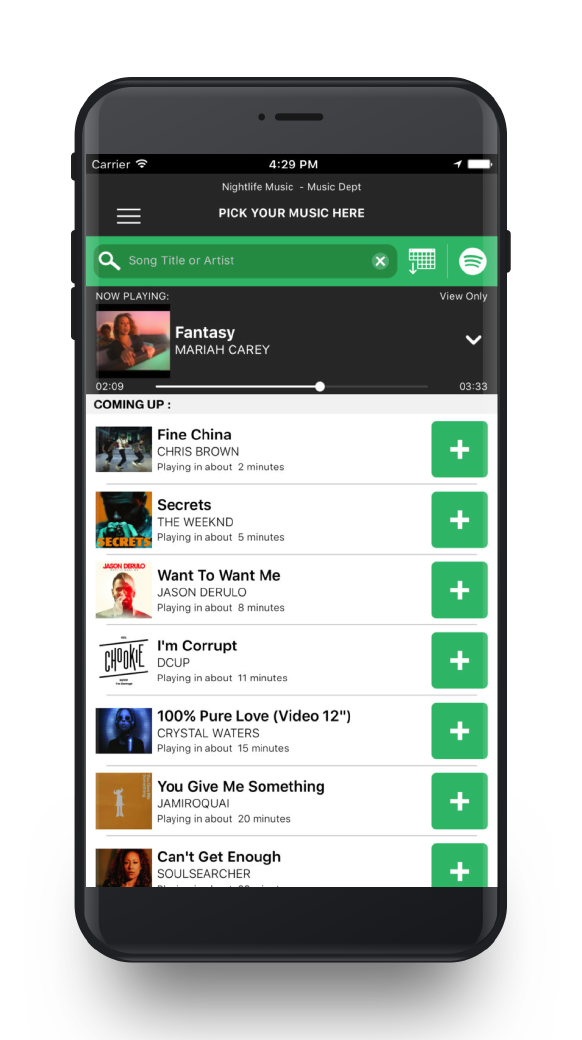 Carrier 4:29 PM
Nightlife Music - Music Dept
PICK YOUR MUSIC HERE
Song Title or Artist
NOW PLAYING: View Only
Fantasy
MARIAH CAREY
02:09 03:33
COMING UP :
Fine China
CHRIS BROWN
Playing in about 2 minutes
SECRETS
Secrets
THE WEEKND
Playing in about 5 minutes
JASON DERULO
Want To Want Me
JASON DERULO
Playing in about 8 minutes
CHOOKIE
I'm Corrupt
DCUP
Playing in about 11 minutes
100% Pure Love (Video 12")
CRYSTAL WATERS
Playing in about 15 minutes
You Give Me Something
JAMIROQUAI
Playing in about 20 minutes
Can't Get Enough
SOULSEARCHER